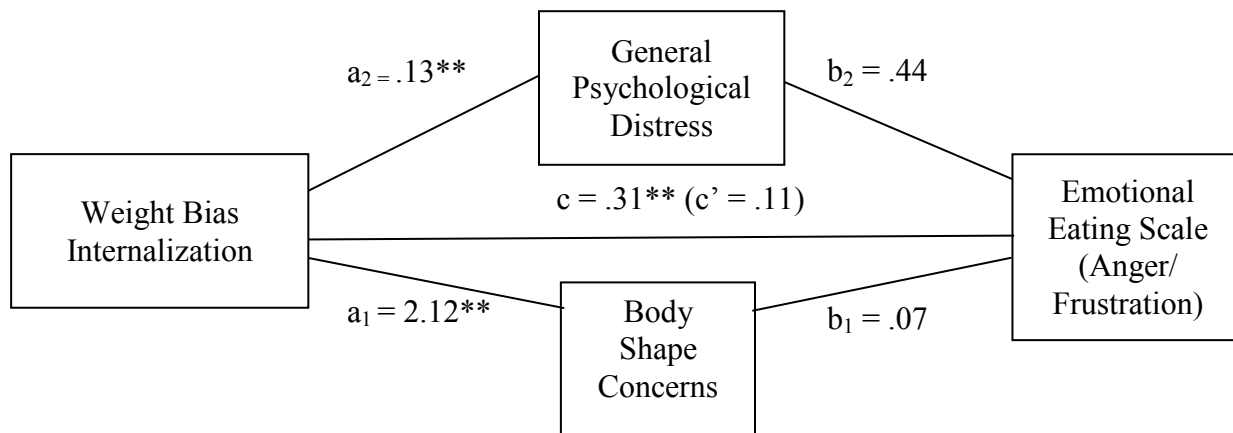 General
Psychological
Distress
a₂ = .13**
b₂ = .44
Weight Bias
Internalization
c = .31** (c’ = .11)
Emotional
Eating Scale
(Anger/
Frustration)
a₁ = 2.12**
b₁ = .07
Body
Shape
Concerns